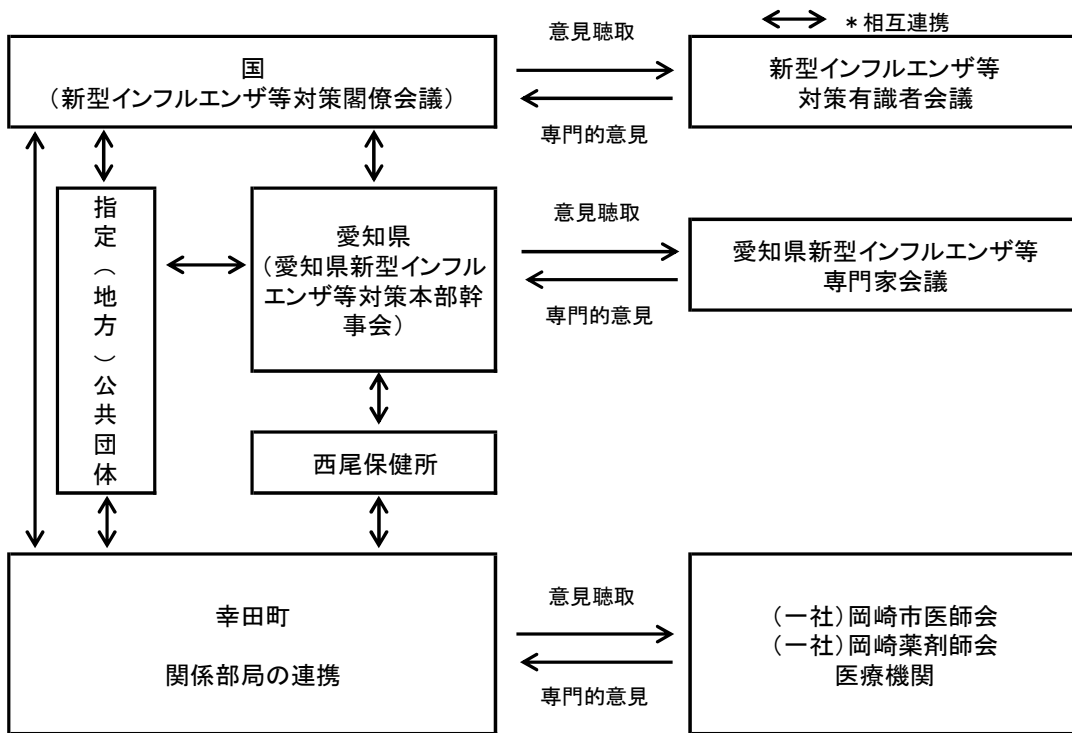 ＊相互連携
国
（新型インフルエンザ等対策閣僚会議）
意見聴取
専門的意見
新型インフルエンザ等
対策有識者会議
指定（地方）公共団体
愛知県
（愛知県新型インフル
エンザ等対策本部幹
事会）
意見聴取
専門的意見
愛知県新型インフルエンザ等
専門家会議
西尾保健所
幸田町
関係部局の連携
意見聴取
専門的意見
（一社）岡崎市医師会
（一社）岡崎薬剤師会
医療機関